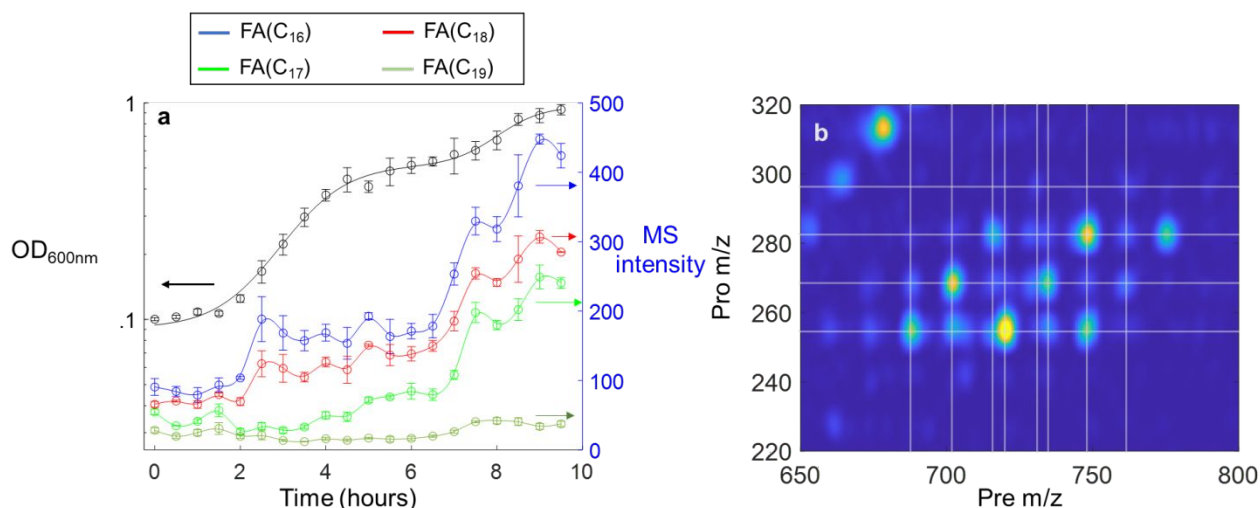 FA(C16) FA(C18)
FA(C17) FA(C19)
a
1
.1
OD600nm
0 2 4 6 8 10
Time (hours)
500
400
300
200
100
0
MS
intensity
b
320
300
280
260
240
220
Pro m/z
650 700 750 800
Pre m/z